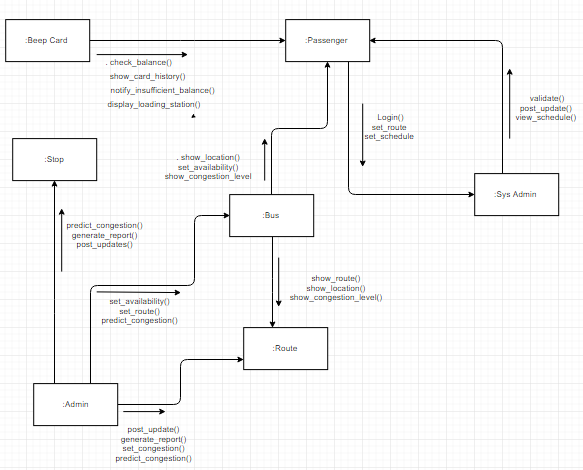 :Beep Card
:Passenger
. check_balance()
show_card_history()
notify_insufficient_balance()
display_loading_station()
validate()
post_update()
view_schedule()
Login()
set_route
set_schedule
:Stop
. show_location()
set_availability()
show_congestion_level
:Sys Admin
:Bus
predict_congestion()
generate_report()
post_updates()
show_route()
show_location()
show_congestion_level()
set_availability()
set_route()
predict_congestion()
:Route
:Admin
post_update()
generate_report()
set_congestion()
predict_congestion()